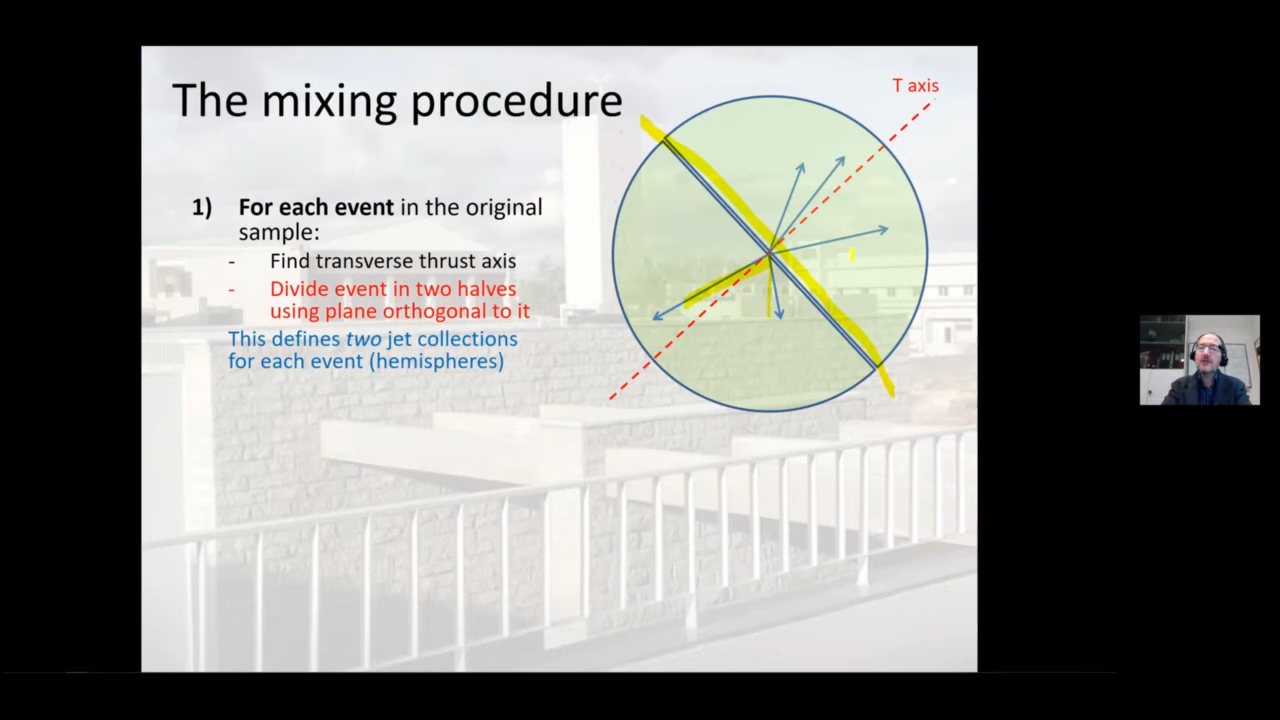 The mixing procedure
T axis
1) For each event in the original
sample:
- Find transverse thrust axis
- Divide event in two halves
using plane orthogonal to it
This defines two jet collections
for each event (hemispheres)